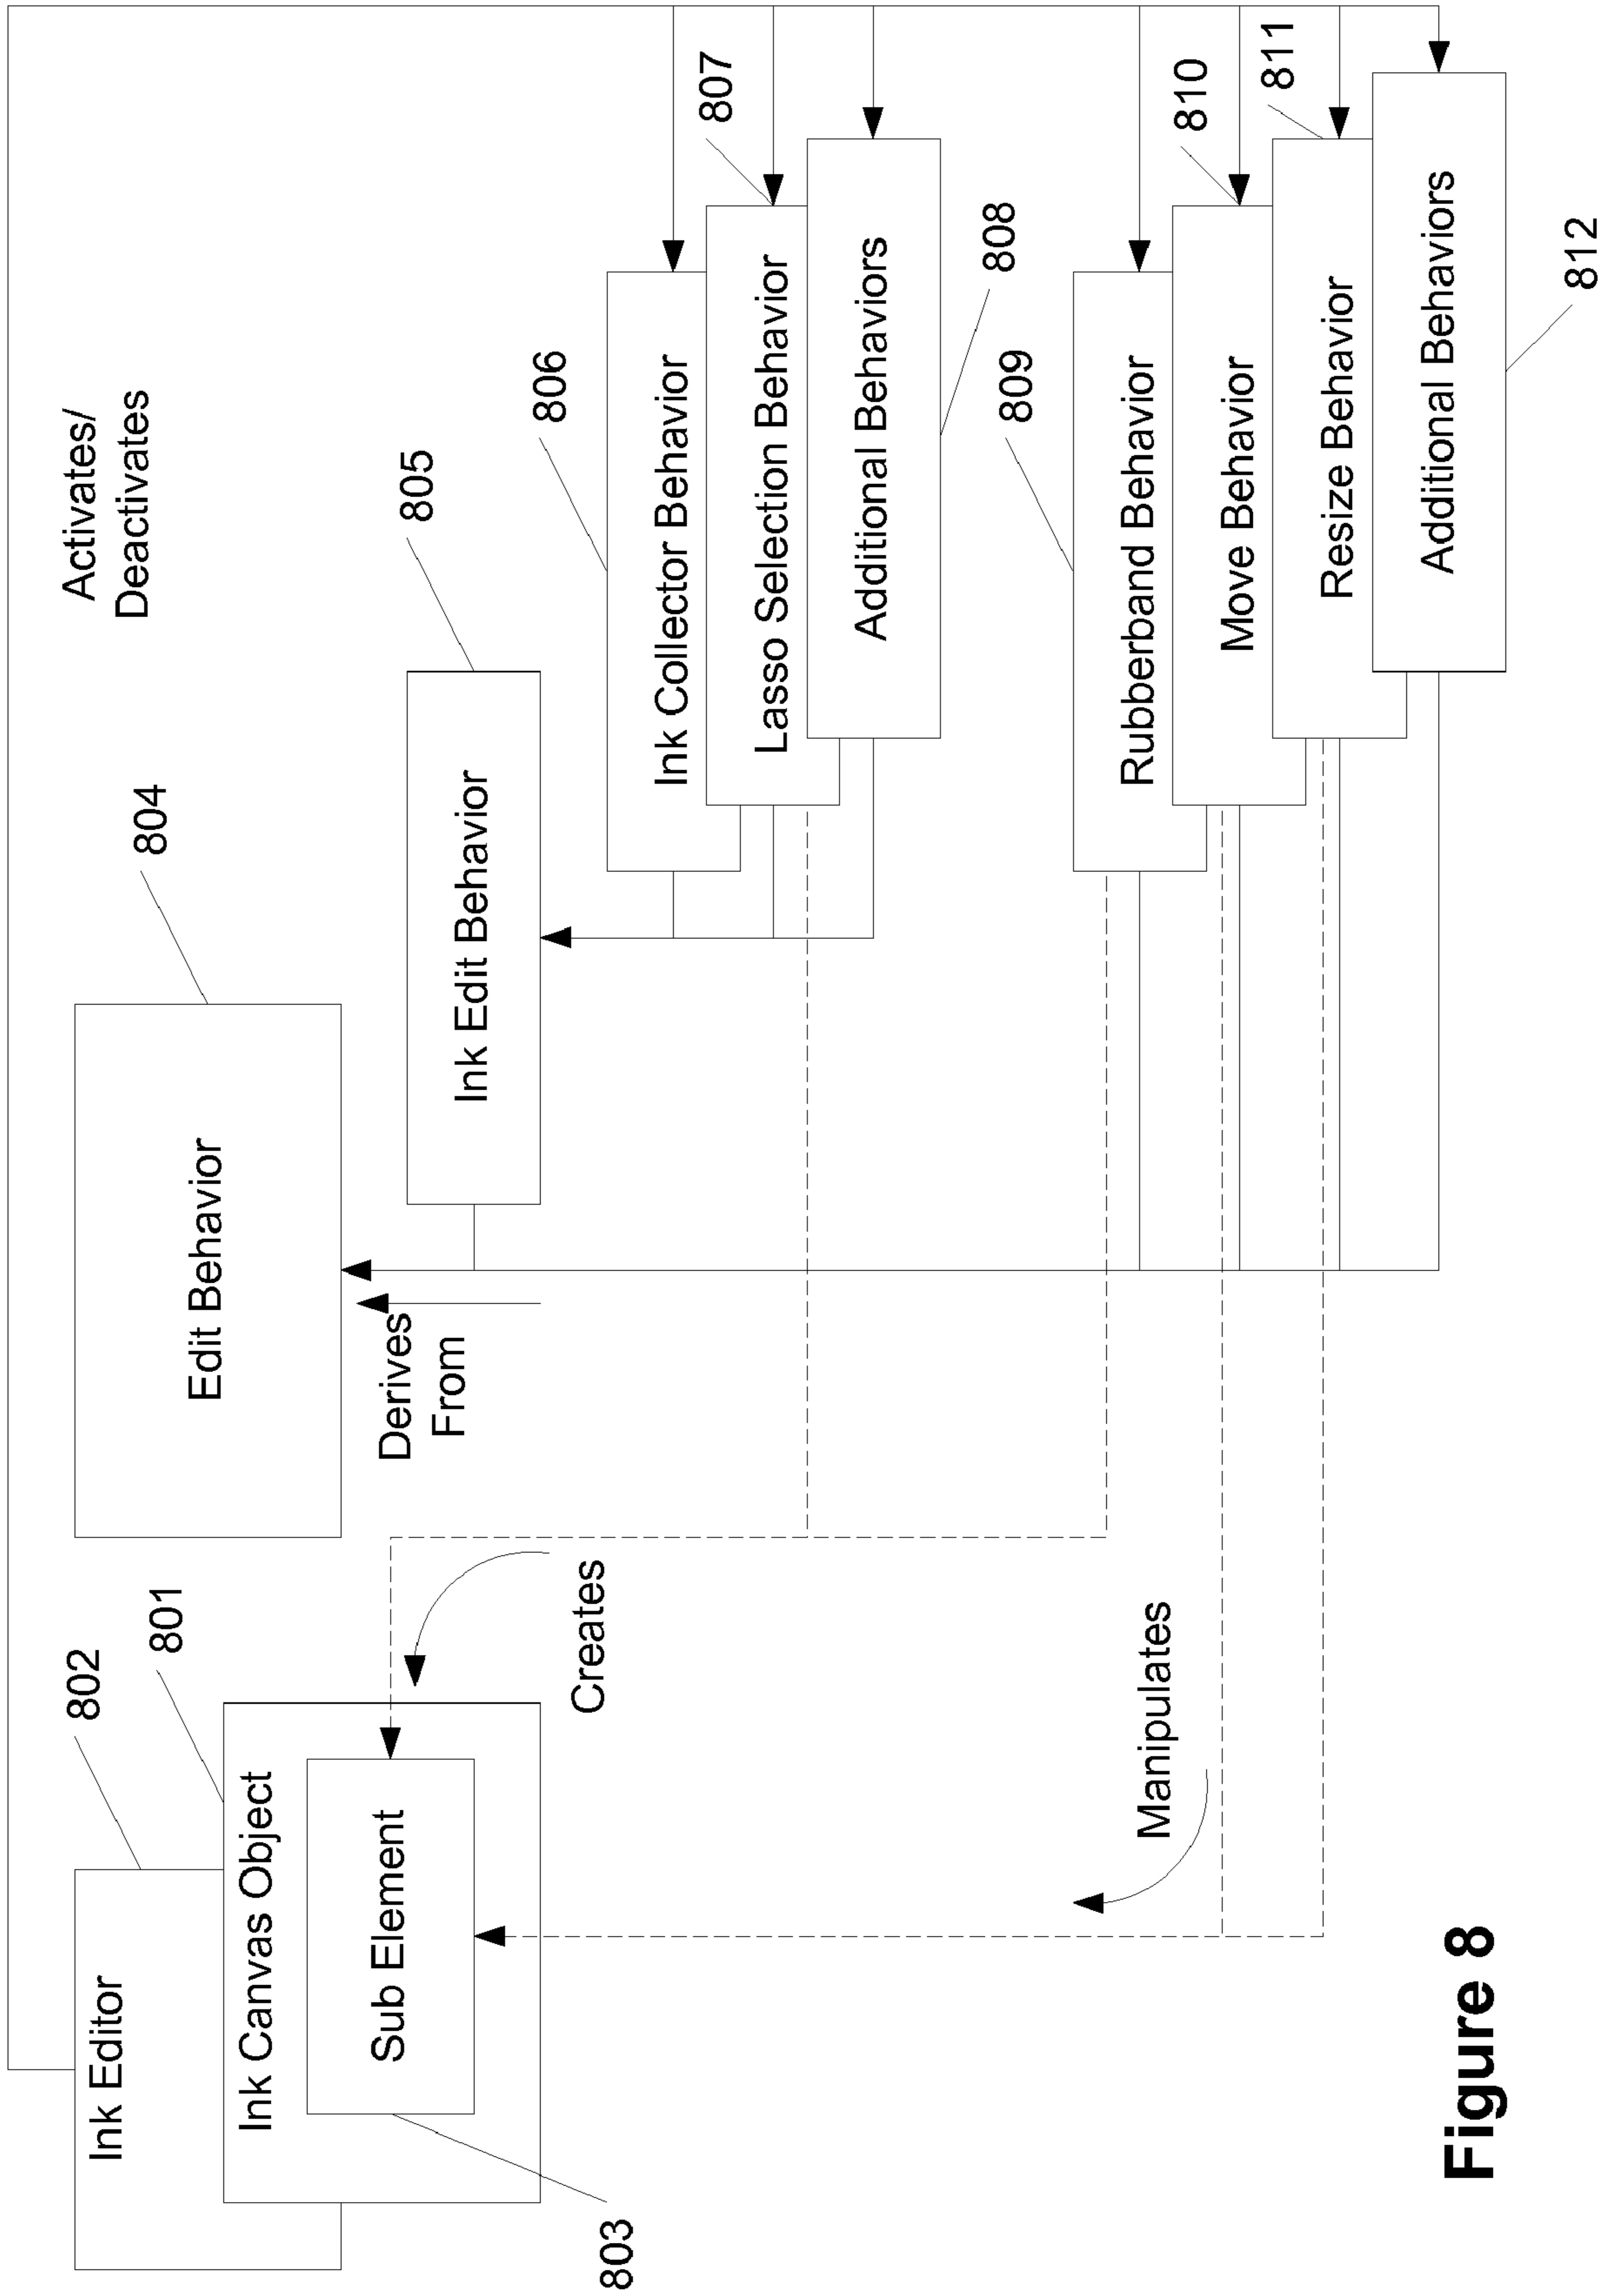 802
801
Ink Editor
Ink Canvas Object
Sub Element
803
Creates
Manipulates
804
Edit Behavior
Derives
From
Activates/
Deactivates
805
Ink Edit Behavior
806
Ink Collector Behavior
807
Lasso Selection Behavior
Additional Behaviors
808
809
Rubberband Behavior
810
Move Behavior
811
Resize Behavior
Additional Behaviors
812
Figure 8